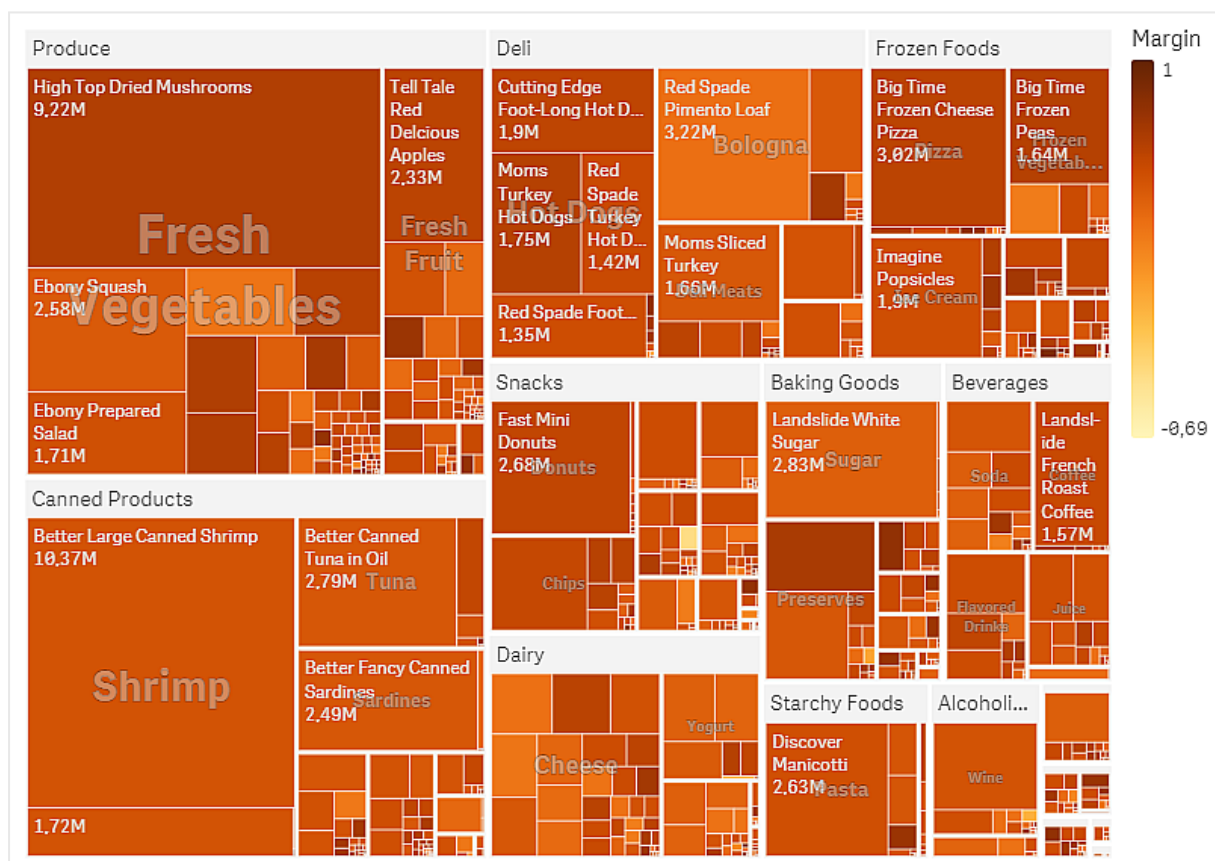 Produce
High Top Dried Mushrooms
9,22M
Fresh
Vegetables
Ebony Squash
2,58M
Ebony Prepared
Salad
1,71M
Tell Tale
Red
Delcious
Apples
2,33M
Fresh
Fruit
Canned Products
Better Large Canned Shrimp
10,37M
Shrimp
1,72M
Better Canned
Tuna in Oil
2,79M
Tuna
Better Fancy Canned
Sardines
2,49M
Sardines
Deli
Cutting Edge
Foot-Long Hot D...
1,9M
Moms
Turkey
Hot Dogs
1,75M
Red
Spade
Turkey
Hot D...
1,42M
Hot Dogs
Red Spade Foot...
1,35M
Red Spade
Pimento Loaf
3,22M
Bologna
Moms Sliced
Turkey
1,66M
Deli Meats
Frozen Foods
Big Time
Frozen Cheese
Pizza
3,02M
Pizza
Big Time
Frozen
Peas
1,64M
Frozen
Vegetab...
Imagine
Popsicles
1,9M
Ice Cream
Snacks
Fast Mini
Donuts
2,68M
Donuts
Chips
Dairy
Cheese
Yogurt
Baking Goods
Landslide White
Sugar
2,83M
Sugar
Preserves
Beverages
Soda
Landsl-
ide
French
Roast
Coffee
1,57M
Coffee
Flavored
Drinks
Juice
Starchy Foods
Discover
Manicotti
2,63M
Pasta
Alcoholi...
Wine
Margin
1
-0,69